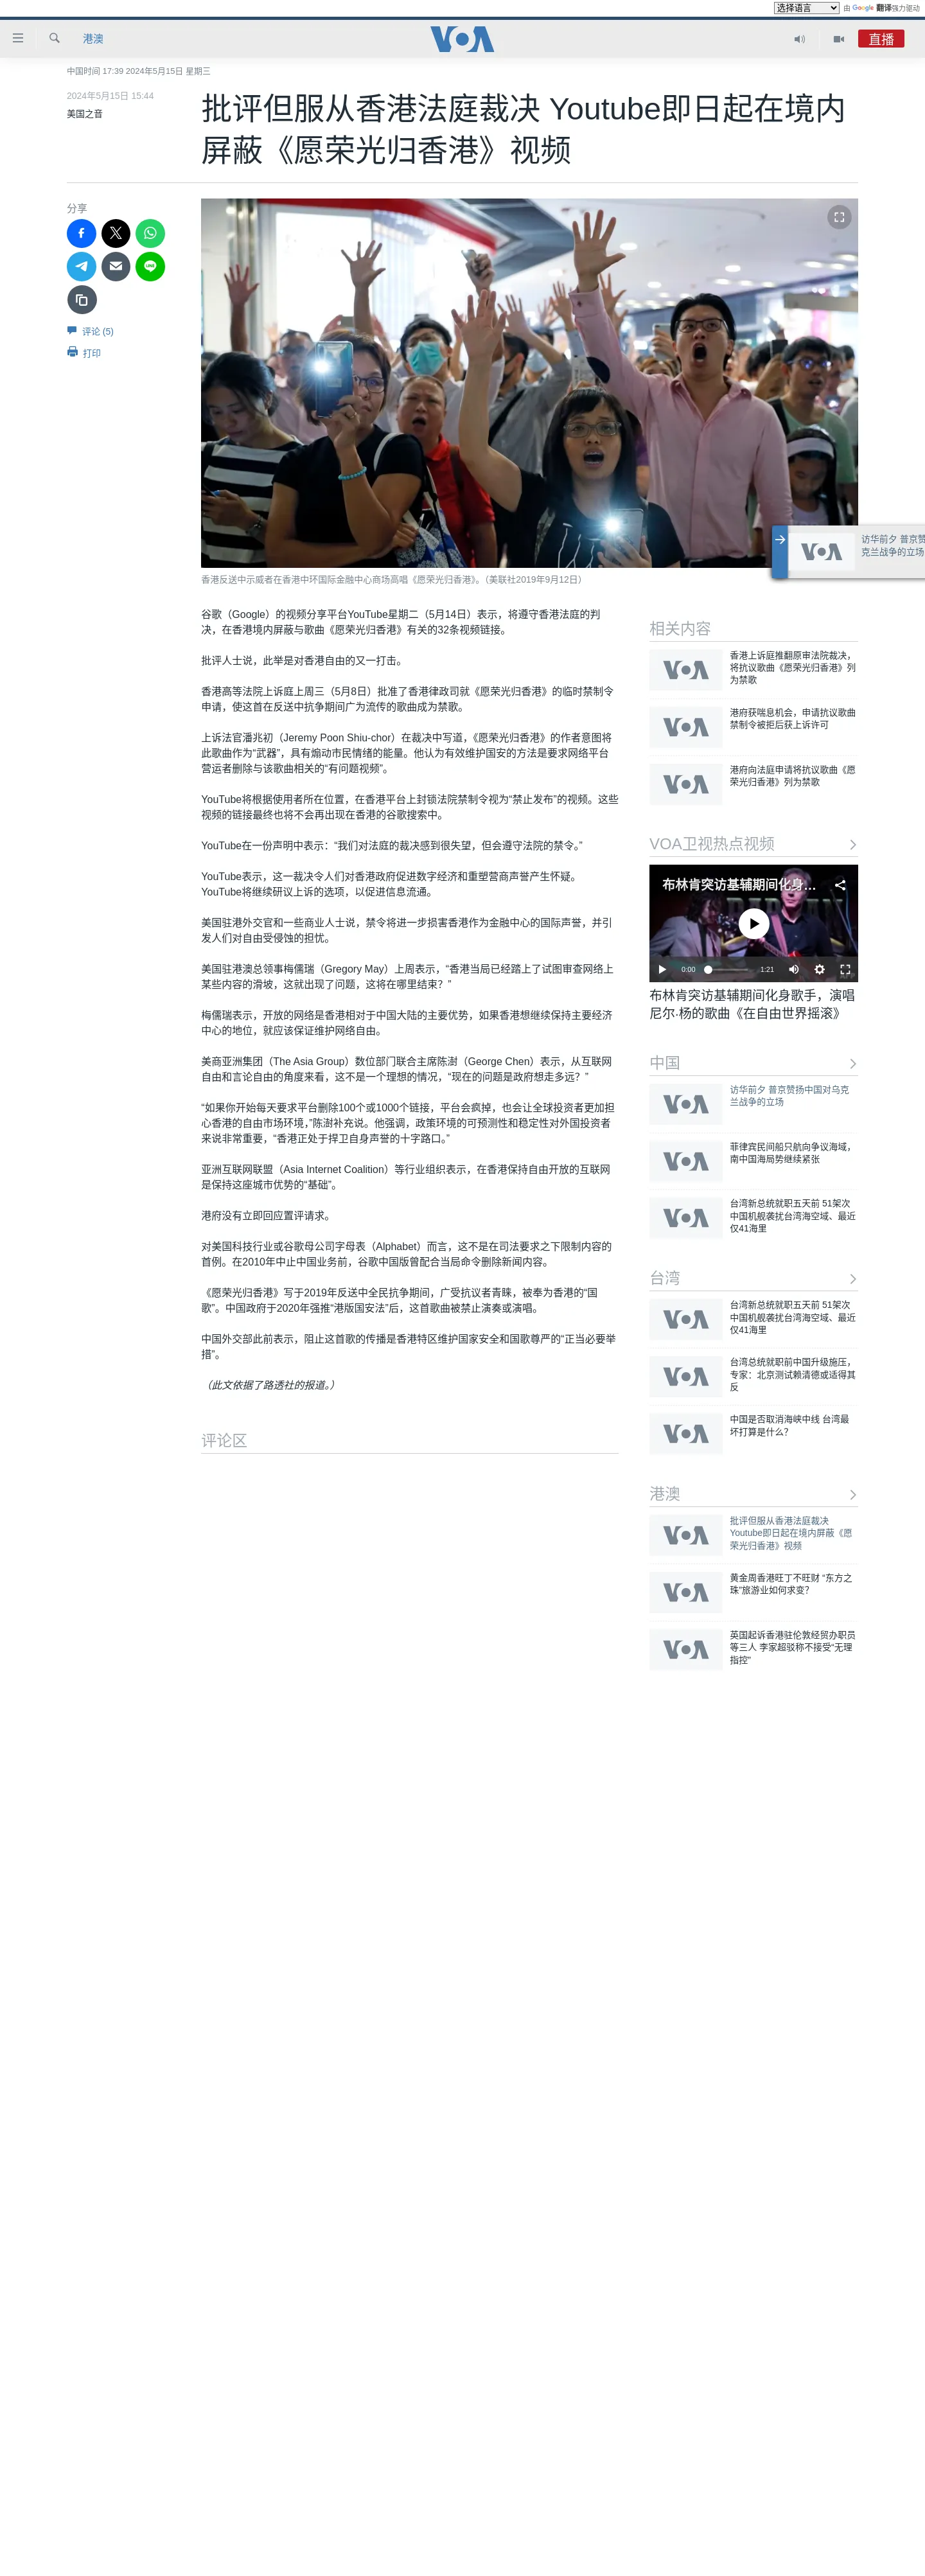 选择语言 由 Google 翻译强力驱动
港澳 VOA 直播
中国时间 17:39 2024年5月15日 星期三
2024年5月15日 15:44
美国之音
批评但服从香港法庭裁决 Youtube即日起在境内
屏蔽《愿荣光归香港》视频
分享
评论 (5)
打印
香港反送中示威者在香港中环国际金融中心商场高唱《愿荣光归香港》。（美联社2019年9月12日）
访华前夕 普京赞
克兰战争的立场
谷歌（Google）的视频分享平台YouTube星期二（5月14日）表示，将遵守香港法庭的判
决，在香港境内屏蔽与歌曲《愿荣光归香港》有关的32条视频链接。
批评人士说，此举是对香港自由的又一打击。
香港高等法院上诉庭上周三（5月8日）批准了香港律政司就《愿荣光归香港》的临时禁制令
申请，使这首在反送中抗争期间广为流传的歌曲成为禁歌。
上诉法官潘兆初（Jeremy Poon Shiu-chor）在裁决中写道，《愿荣光归香港》的作者意图将
此歌曲作为“武器”，具有煽动市民情绪的能量。他认为有效维护国安的方法是要求网络平台
营运者删除与该歌曲相关的“有问题视频”。
YouTube将根据使用者所在位置，在香港平台上封锁法院禁制令视为“禁止发布”的视频。这些
视频的链接最终也将不会再出现在香港的谷歌搜索中。
YouTube在一份声明中表示：“我们对法庭的裁决感到很失望，但会遵守法院的禁令。”
YouTube表示，这一裁决令人们对香港政府促进数字经济和重塑营商声誉产生怀疑。
YouTube将继续研议上诉的选项，以促进信息流通。
美国驻港外交官和一些商业人士说，禁令将进一步损害香港作为金融中心的国际声誉，并引
发人们对自由受侵蚀的担忧。
美国驻港澳总领事梅儒瑞（Gregory May）上周表示，“香港当局已经踏上了试图审查网络上
某些内容的滑坡，这就出现了问题，这将在哪里结束？”
梅儒瑞表示，开放的网络是香港相对于中国大陆的主要优势，如果香港想继续保持主要经济
中心的地位，就应该保证维护网络自由。
美商亚洲集团（The Asia Group）数位部门联合主席陈澍（George Chen）表示，从互联网
自由和言论自由的角度来看，这不是一个理想的情况，“现在的问题是政府想走多远？”
“如果你开始每天要求平台删除100个或1000个链接，平台会疯掉，也会让全球投资者更加担
心香港的自由市场环境，”陈澍补充说。他强调，政策环境的可预测性和稳定性对外国投资者
来说非常重要，“香港正处于捍卫自身声誉的十字路口。”
亚洲互联网联盟（Asia Internet Coalition）等行业组织表示，在香港保持自由开放的互联网
是保持这座城市优势的“基础”。
港府没有立即回应置评请求。
对美国科技行业或谷歌母公司字母表（Alphabet）而言，这不是在司法要求之下限制内容的
首例。在2010年中止中国业务前，谷歌中国版曾配合当局命令删除新闻内容。
《愿荣光归香港》写于2019年反送中全民抗争期间，广受抗议者青睐，被奉为香港的“国
歌”。中国政府于2020年强推“港版国安法”后，这首歌曲被禁止演奏或演唱。
中国外交部此前表示，阻止这首歌的传播是香港特区维护国家安全和国歌尊严的“正当必要举
措”。
（此文依据了路透社的报道。）
评论区
相关内容
VOA
香港上诉庭推翻原审法院裁决，
将抗议歌曲《愿荣光归香港》列
为禁歌
VOA
港府获喘息机会，申请抗议歌曲
禁制令被拒后获上诉许可
VOA
港府向法庭申请将抗议歌曲《愿
荣光归香港》列为禁歌
VOA卫视热点视频
布林肯突访基辅期间化身...
0:00 1:21
布林肯突访基辅期间化身歌手，演唱
尼尔·杨的歌曲《在自由世界摇滚》
中国
VOA
访华前夕 普京赞扬中国对乌克
兰战争的立场
VOA
菲律宾民间船只航向争议海域，
南中国海局势继续紧张
VOA
台湾新总统就职五天前 51架次
中国机舰袭扰台湾海空域、最近
仅41海里
台湾
VOA
台湾新总统就职五天前 51架次
中国机舰袭扰台湾海空域、最近
仅41海里
VOA
台湾总统就职前中国升级施压，
专家：北京测试赖清德或适得其
反
VOA
中国是否取消海峡中线 台湾最
坏打算是什么？
港澳
VOA
批评但服从香港法庭裁决
Youtube即日起在境内屏蔽《愿
荣光归香港》视频
VOA
黄金周香港旺丁不旺财 “东方之
珠”旅游业如何求变？
VOA
英国起诉香港驻伦敦经贸办职员
等三人 李家超驳称不接受“无理
指控”